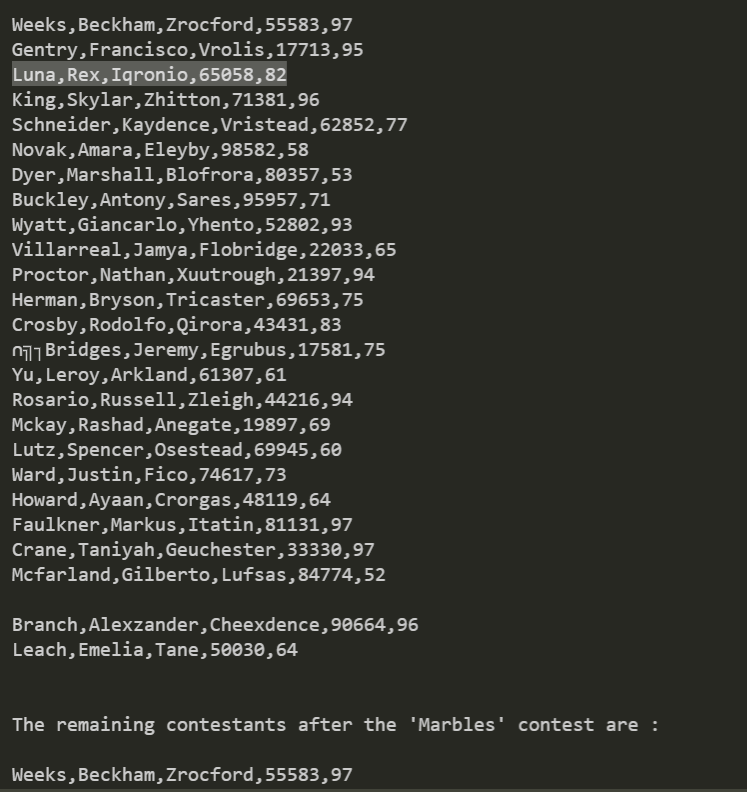 Weeks,Beckham,Zrocford,55583,97
Gentry,Francisco,Vrolis,17713,95
Luna,Rex,Iqronio,65058,82
King,Skylar,Zhitton,71381,96
Schneider,Kaydence,Vristead,62852,77
Novak,Amara,Eleyby,98582,58
Dyer,Marshall,Blofrora,80357,53
Buckley,Antony,Sares,95957,71
Wyatt,Giancarlo,Yhento,52802,93
Villarreal,Jamya,Flobridge,22033,65
Proctor,Nathan,Xuutrough,21397,94
Herman,Bryson,Tricaster,69653,75
Crosby,Rodolfo,Qirora,43431,83
∩╗┐Bridges,Jeremy,Egrubus,17581,75
Yu,Leroy,Arkland,61307,61
Rosario,Russell,Zleigh,44216,94
Mckay,Rashad,Anegate,19897,69
Lutz,Spencer,Osestead,69945,60
Ward,Justin,Fico,74617,73
Howard,Ayaan,Crorgas,48119,64
Faulkner,Markus,Itatin,81131,97
Crane,Taniyah,Geuchester,33330,97
Mcfarland,Gilberto,Lufsas,84774,52
Branch,Alexzander,Cheexdence,90664,96
Leach,Emelia,Tane,50030,64
The remaining contestants after the 'Marbles' contest are :
Weeks,Beckham,Zrocford,55583,97